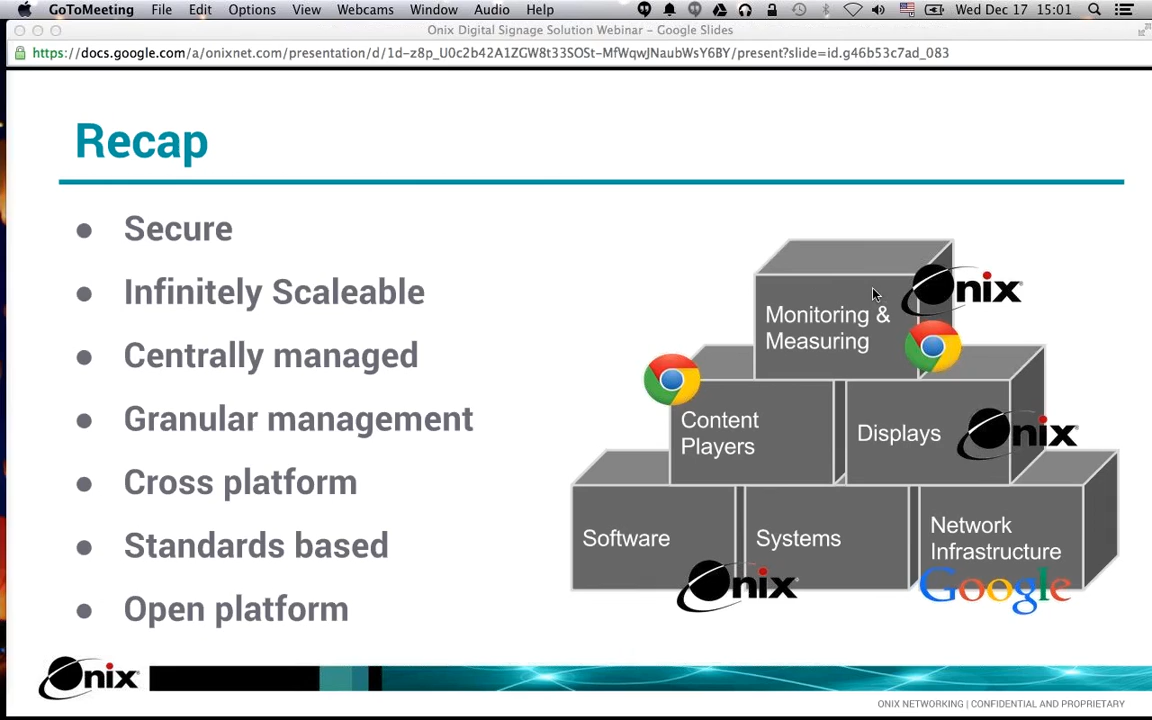 GoToMeeting File Edit Options View Webcams Window Audio Help Wed Dec 17 15:01
Onix Digital Signage Solution Webinar – Google Slides
https://docs.google.com/a/onixnet.com/presentation/d/1d-z8p_U0c2b42A1ZGW8t33SOSt-MfWqwJNaubWsY6BY/present?slide=id.g46b53c7ad_083
Recap
● Secure
● Infinitely Scaleable
● Centrally managed
● Granular management
● Cross platform
● Standards based
● Open platform
Monitoring &
Measuring
Onix
Content
Players
Displays
Onix
Software
Systems
Network
Infrastructure
Onix
Google
Onix
ONIX NETWORKING | CONFIDENTIAL AND PROPRIETARY